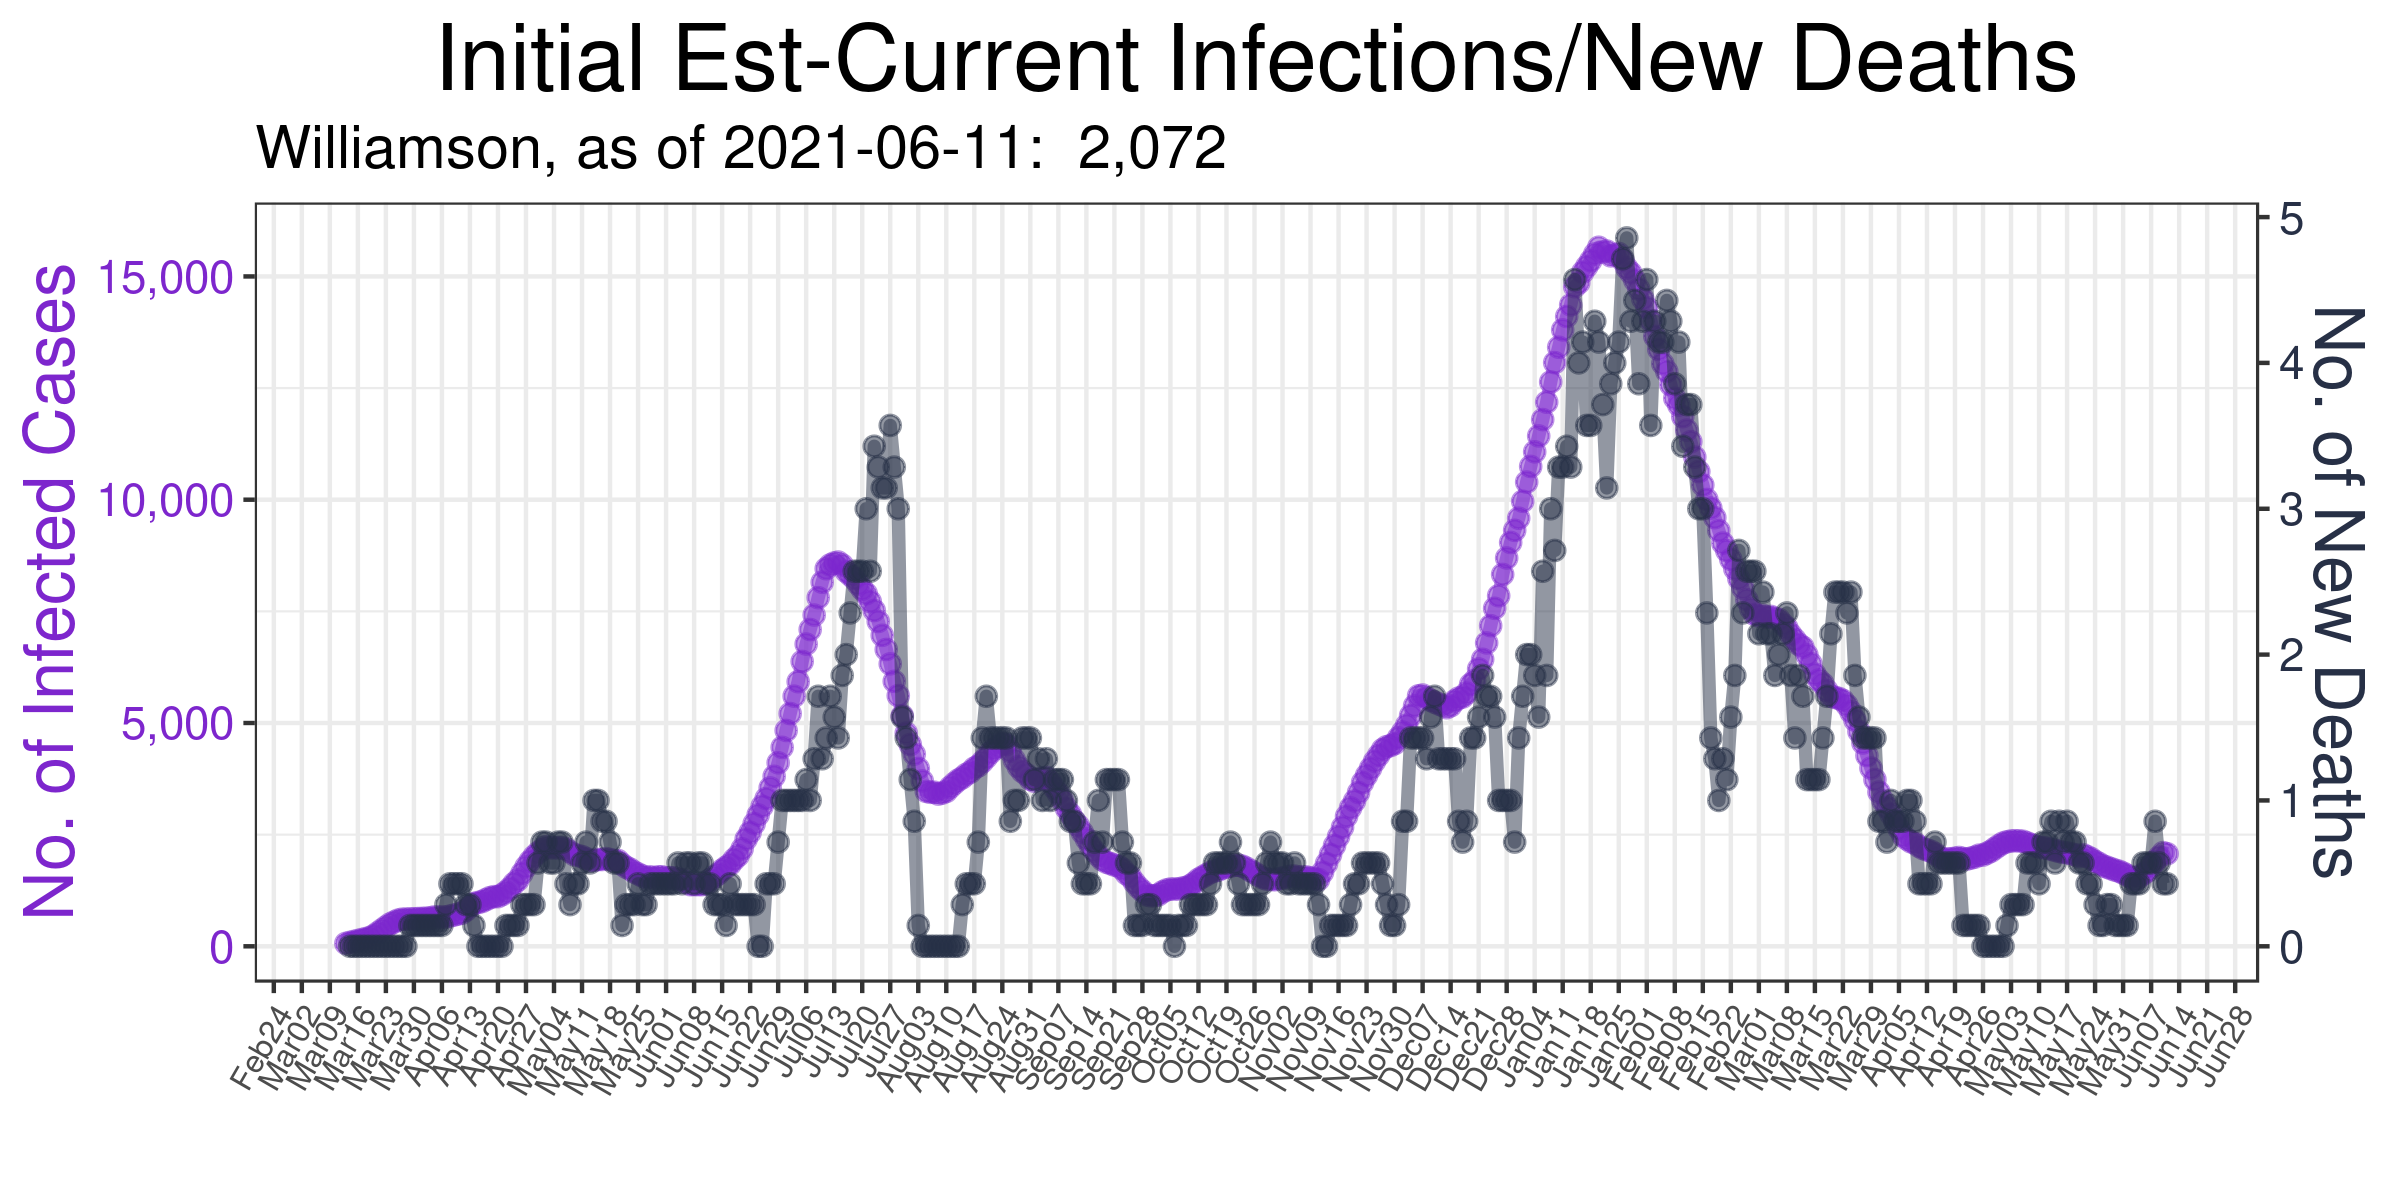 Initial Est-Current Infections/New Deaths
Williamson, as of 2021-06-11:  2,072
No. of Infected Cases
15,000
10,000
5,000
0
5
4
3
2
1
0
No. of New Deaths
Feb24
Mar02
Mar09
Mar16
Mar23
Mar30
Apr06
Apr13
Apr20
Apr27
May04
May11
May18
May25
Jun01
Jun08
Jun15
Jun22
Jun29
Jul06
Jul13
Jul20
Jul27
Aug03
Aug10
Aug17
Aug24
Aug31
Sep07
Sep14
Sep21
Sep28
Oct05
Oct12
Oct19
Oct26
Nov02
Nov09
Nov16
Nov23
Nov30
Dec07
Dec14
Dec21
Dec28
Jan04
Jan11
Jan18
Jan25
Feb01
Feb08
Feb15
Feb22
Mar01
Mar08
Mar15
Mar22
Mar29
Apr05
Apr12
Apr19
Apr26
May03
May10
May17
May24
May31
Jun07
Jun14
Jun21
Jun28